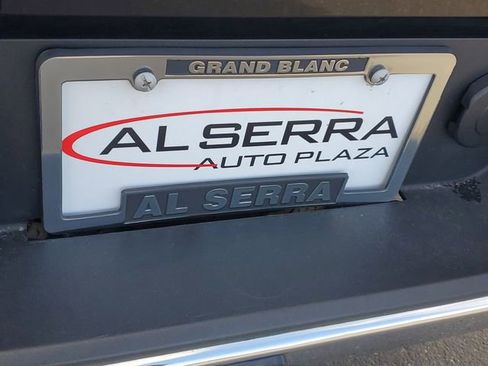 GRAND BLANC
AL SERRA
AUTO PLAZA
AL SERRA